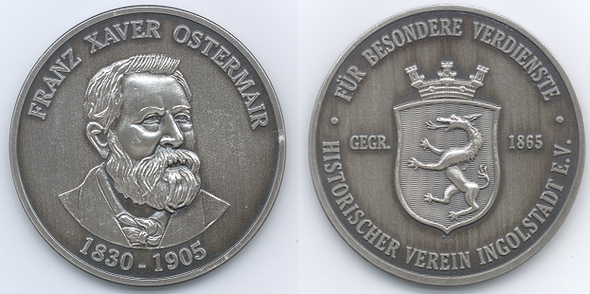 FRANZ XAVER OSTERMAIR
1830 - 1905
· FÜR BESONDERE VERDIENSTE ·
GEGR. 1865
HISTORISCHER VEREIN INGOLSTADT E.V.